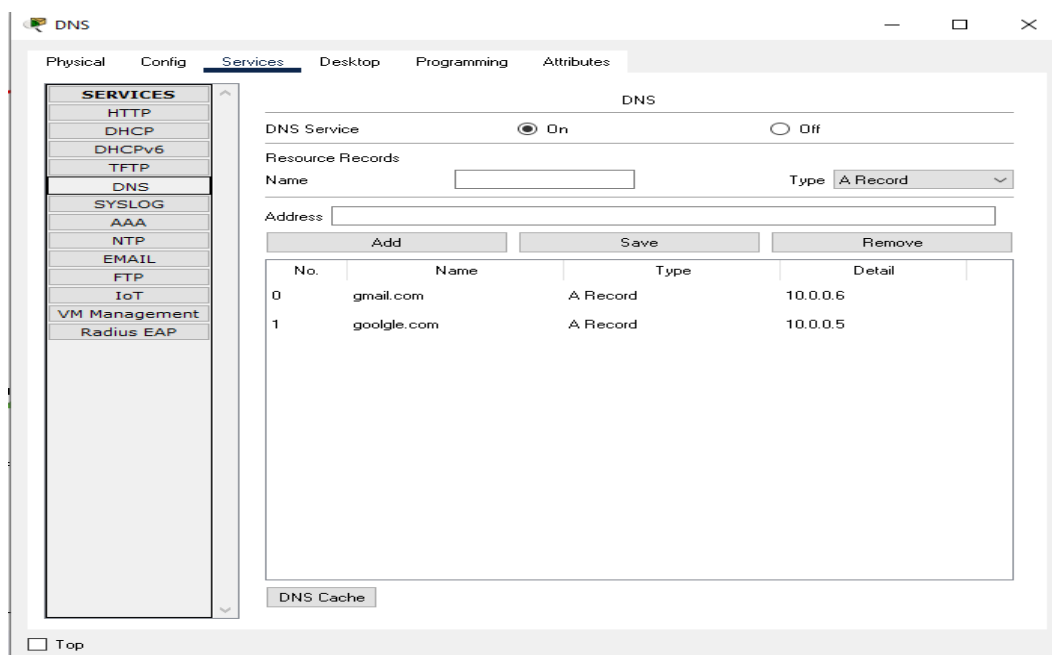 DNS
Physical Config Services Desktop Programming Attributes
SERVICES
HTTP
DHCP
DHCPv6
TFTP
DNS
SYSLOG
AAA
NTP
EMAIL
FTP
IoT
VM Management
Radius EAP
DNS
DNS Service On Off
Resource Records
Name Type A Record
Address
Add Save Remove
No. Name Type Detail
0 gmail.com A Record 10.0.0.6
1 goolgle.com A Record 10.0.0.5
DNS Cache
Top